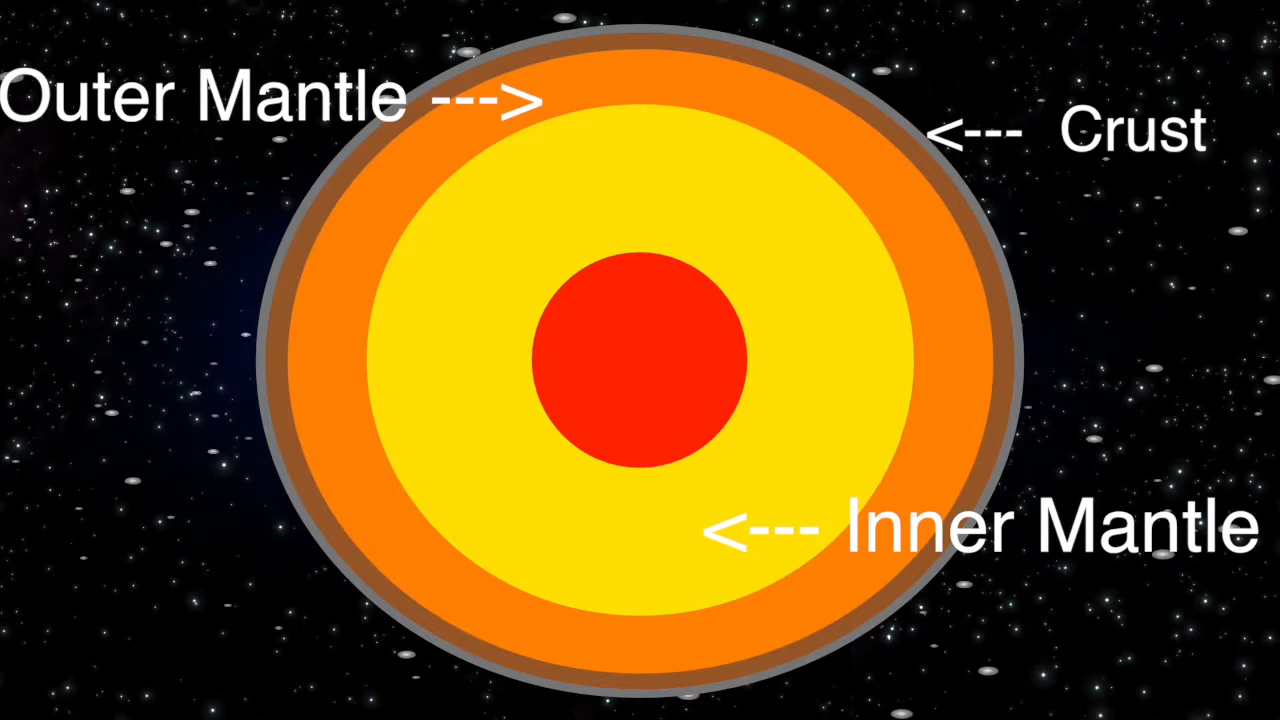 Outer Mantle --->
<--- Crust
<--- Inner Mantle